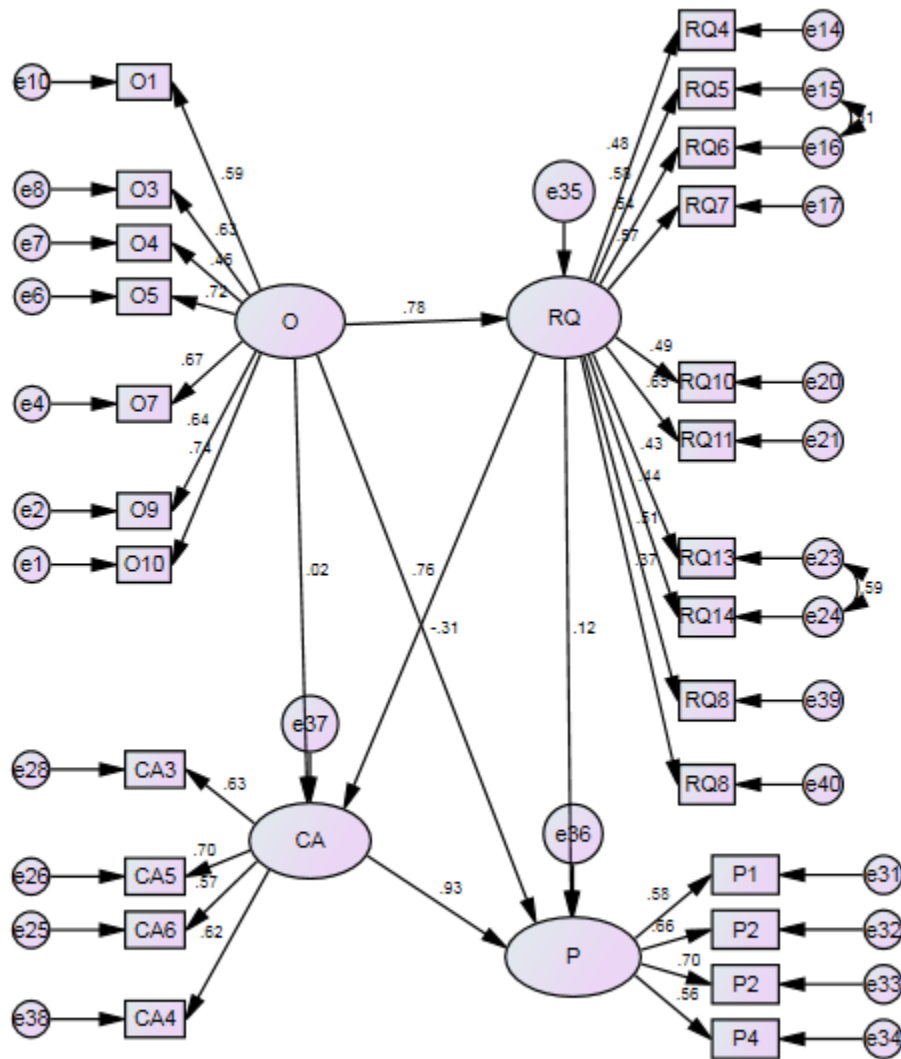 RQ4
e14
e10
O1
RQ5
e15
RQ6
e16
.48
.58
.54
.57
.59
e8
O3
e35
RQ7
e17
.63
e7
O4
.46
e6
O5
.72
O
.78
RQ
.67
.49
e4
O7
RQ10
e20
.65
.64
.74
.43
RQ11
e21
.44
.51
.37
e2
O9
e1
O10
RQ13
e23
.02
.76
.59
RQ14
e24
-.31
.12
RQ8
e39
e37
e28
CA3
.63
RQ8
e40
CA
e36
.70
e26
CA5
.57
.93
P1
e31
.58
e25
CA6
.62
.66
P2
e32
P
.70
P2
e33
.56
e38
CA4
P4
e34